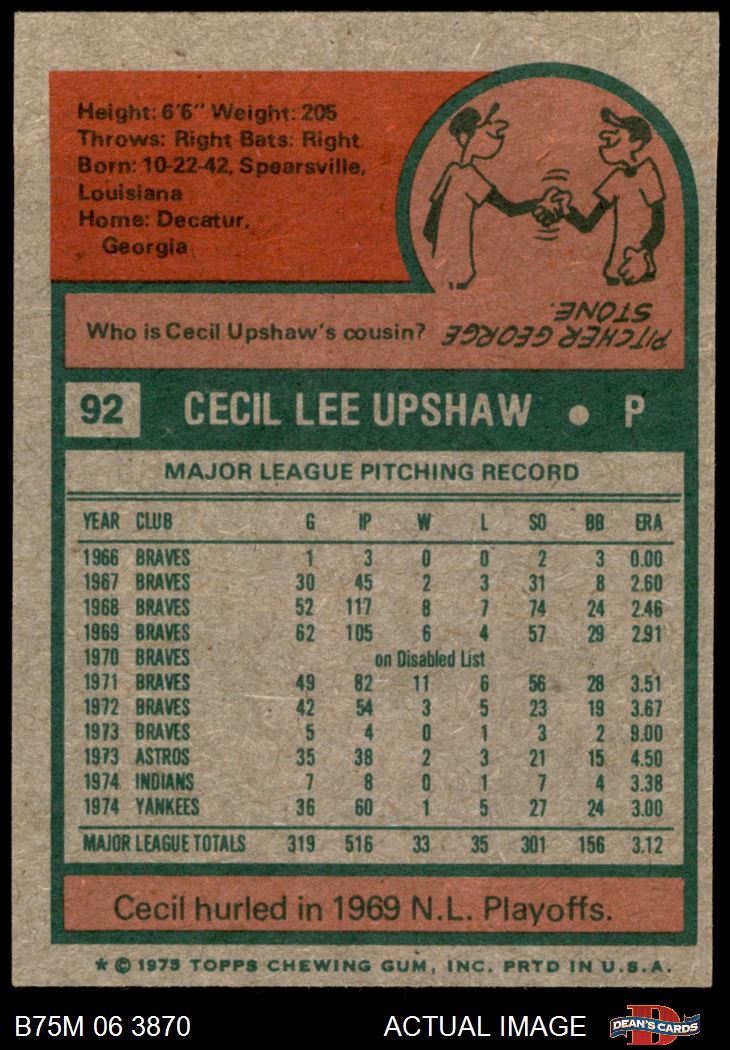 Height: 6'6" Weight: 205
Throws: Right Bats: Right
Born: 10-22-42, Spearsville,
Louisiana
Home: Decatur,
Georgia
Who is Cecil Upshaw's cousin?
PITCHER GEORGE
STONE.
92 CECIL LEE UPSHAW • P
MAJOR LEAGUE PITCHING RECORD
YEAR CLUB G IP W L SO BB ERA
1966 BRAVES 1 3 0 0 2 3 0.00
1967 BRAVES 30 45 2 3 31 8 2.60
1968 BRAVES 52 117 8 7 74 24 2.46
1969 BRAVES 62 105 6 4 57 29 2.91
1970 BRAVES on Disabled List
1971 BRAVES 49 82 11 6 56 28 3.51
1972 BRAVES 42 54 3 5 23 19 3.67
1973 BRAVES 5 4 0 1 3 2 9.00
1973 ASTROS 35 38 2 3 21 15 4.50
1974 INDIANS 7 8 0 1 7 4 3.38
1974 YANKEES 36 60 1 5 27 24 3.00
MAJOR LEAGUE TOTALS 319 516 33 35 301 156 3.12
Cecil hurled in 1969 N.L. Playoffs.
* © 1975 TOPPS CHEWING GUM, INC. PRTD IN U.S.A.
B75M 06 3870 ACTUAL IMAGE D DEAN'S CARDS